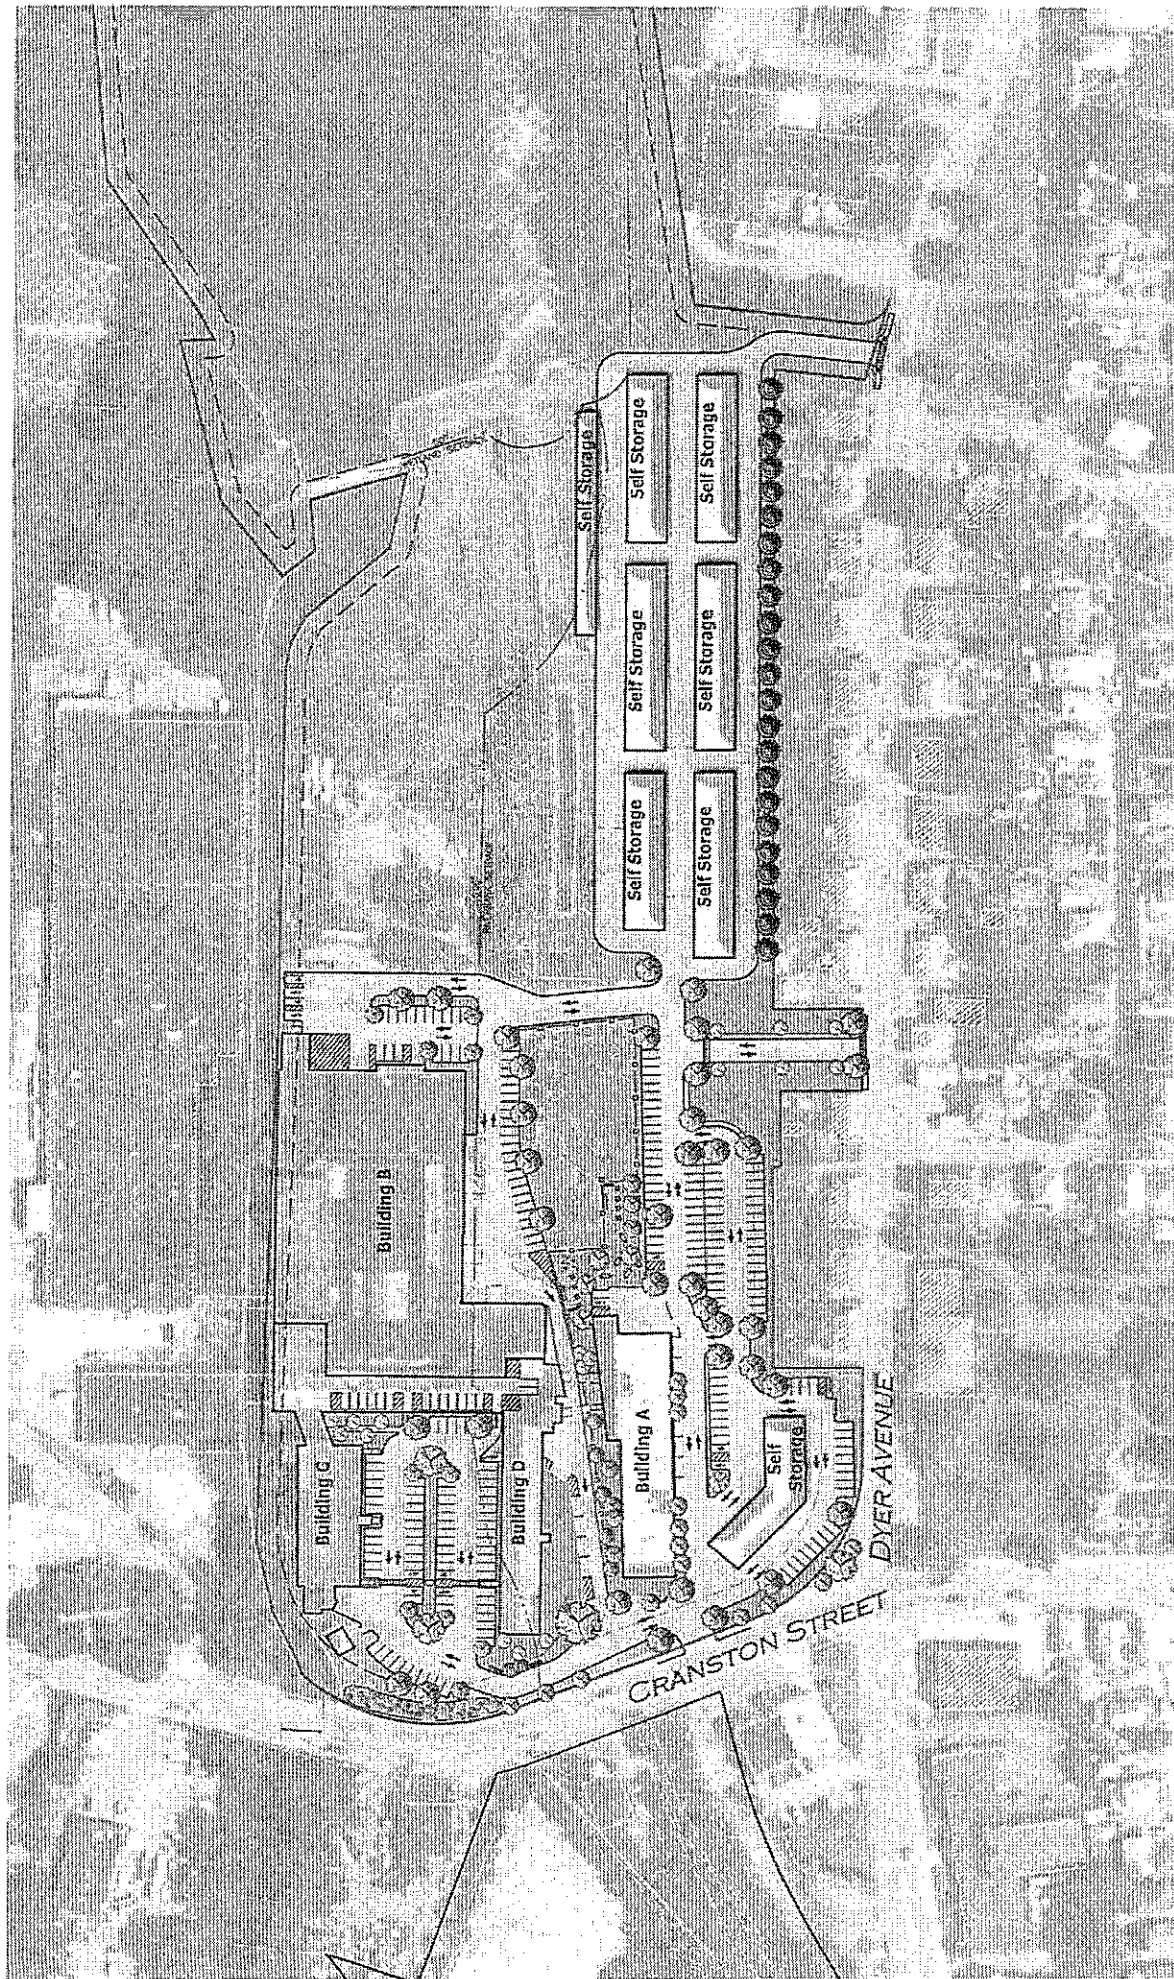 Self Storage
Self Storage
Self Storage
Self Storage
Self Storage
Self Storage
Self Storage
Building B
Building C
Building D
Building A
Self
Storage
DYER AVENUE
CRANSTON STREET